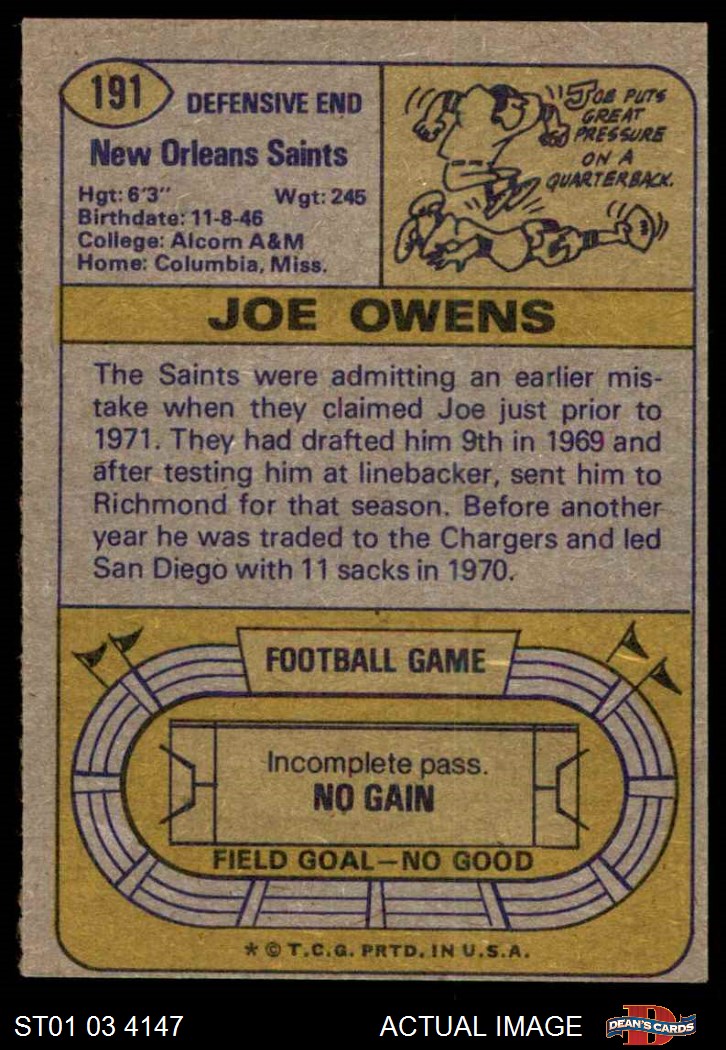 191
DEFENSIVE END
New Orleans Saints
Hgt: 6'3" Wgt: 245
Birthdate: 11-8-46
College: Alcorn A&M
Home: Columbia, Miss.
JOE PUTS
GREAT
PRESSURE
ON A
QUARTERBACK.
JOE OWENS
The Saints were admitting an earlier mis-
take when they claimed Joe just prior to
1971. They had drafted him 9th in 1969 and
after testing him at linebacker, sent him to
Richmond for that season. Before another
year he was traded to the Chargers and led
San Diego with 11 sacks in 1970.
FOOTBALL GAME
Incomplete pass.
NO GAIN
FIELD GOAL—NO GOOD
* © T.C.G. PRTD. IN U.S.A.
ST01 03 4147
ACTUAL IMAGE
D
DEAN'S CARDS